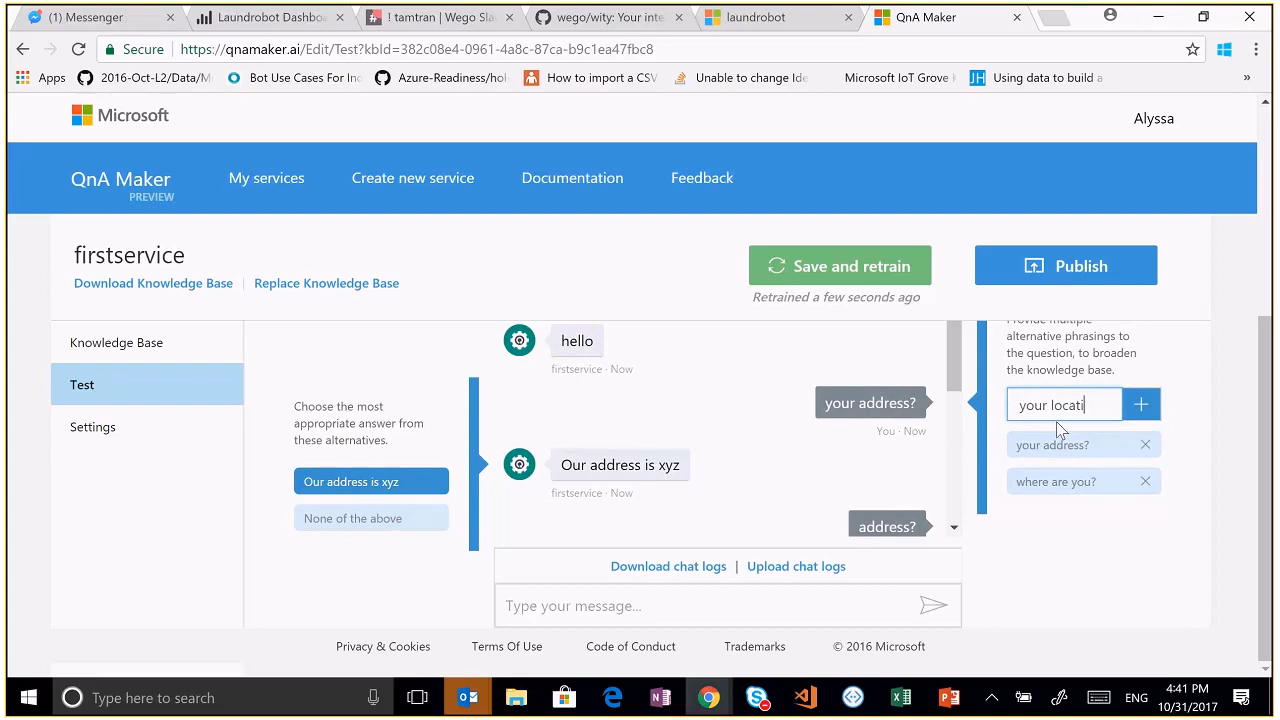 (1) Messenger
Laundrobot Dashbo
! tamtran | Wego Sla
wego/wity: Your inte
laundrobot
QnA Maker
Secure
https://qnamaker.ai/Edit/Test?kbId=382c08e4-0961-4a8c-87ca-b9c1ea47fbc8
Apps
2016-Oct-L2/Data/M
Bot Use Cases For Ind
Azure-Readiness/hol-
How to import a CSV
Unable to change Ide
Microsoft IoT Grove
Using data to build a
»
Microsoft
Alyssa
QnA Maker
PREVIEW
My services
Create new service
Documentation
Feedback
firstservice
Download Knowledge Base
Replace Knowledge Base
Save and retrain
Retrained a few seconds ago
Publish
Knowledge Base
Test
Settings
Choose the most
appropriate answer from
these alternatives.
Our address is xyz
None of the above
hello
firstservice · Now
your address?
You · Now
Our address is xyz
firstservice · Now
address?
Download chat logs | Upload chat logs
Type your message...
Provide multiple
alternative phrasings to
the question, to broaden
the knowledge base.
your locati
your address?
where are you?
Privacy & Cookies
Terms Of Use
Code of Conduct
Trademarks
© 2016 Microsoft
Type here to search
ENG
4:41 PM
10/31/2017